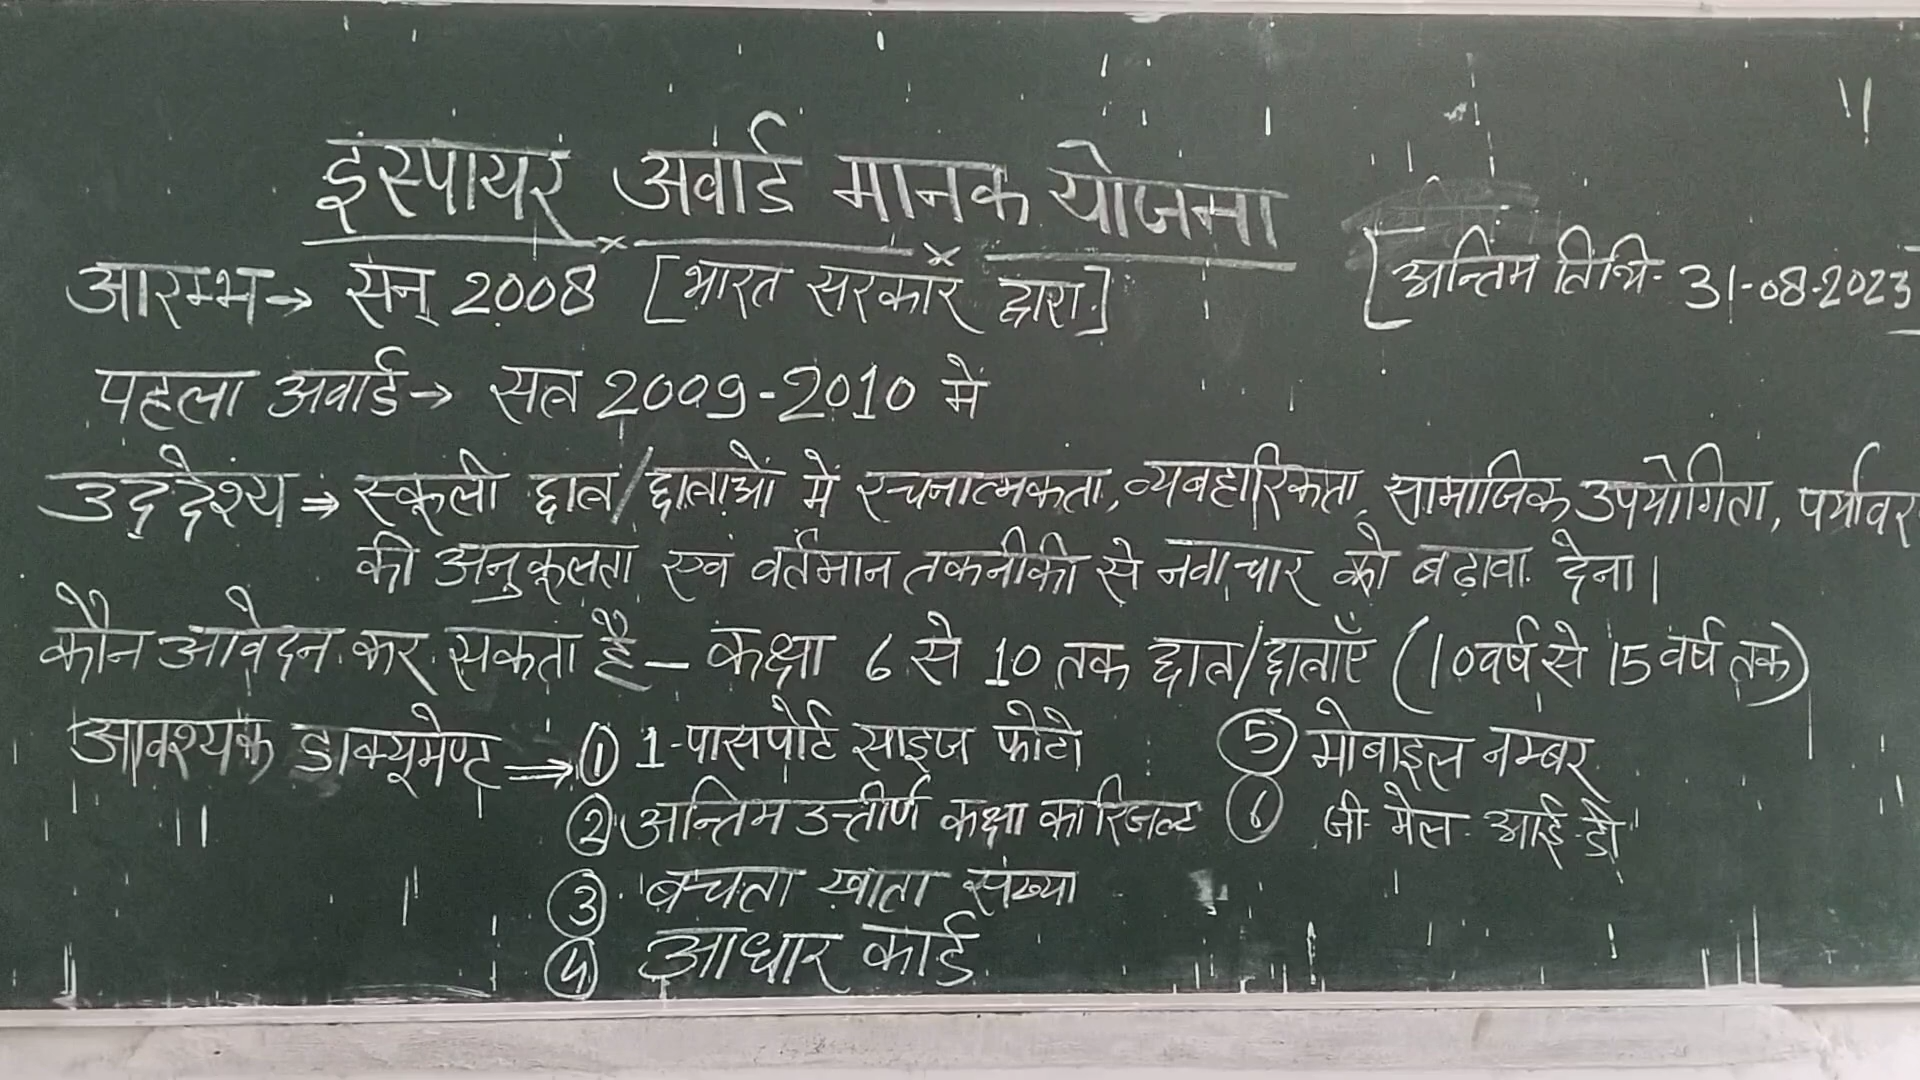 इंस्पायर अवार्ड मानक योजना
[अन्तिम तिथि- 31-08-2023]
आरम्भ → सन् 2008 [भारत सरकार द्वारा]
पहला अवार्ड → सत्र 2009-2010 में
उद्देश्य ⇒ स्कूली छात्र/छात्राओं में रचनात्मकता, व्यवहारिकता, सामाजिक उपयोगिता, पर्यावर
की अनुकूलता एवं वर्तमान तकनीकी से नवाचार को बढ़ावा देना।
कौन आवेदन कर सकता है - कक्षा 6 से 10 तक छात्र/छात्राएँ (10 वर्ष से 15 वर्ष तक)
आवश्यक डाक्यूमेण्ट ⇒ ① 1-पासपोर्ट साइज फोटो
② अन्तिम उत्तीर्ण कक्षा का रिजल्ट
③ बचता खाता संख्या
④ आधार कार्ड
⑤ मोबाइल नम्बर
⑥ जी मेल आई डी